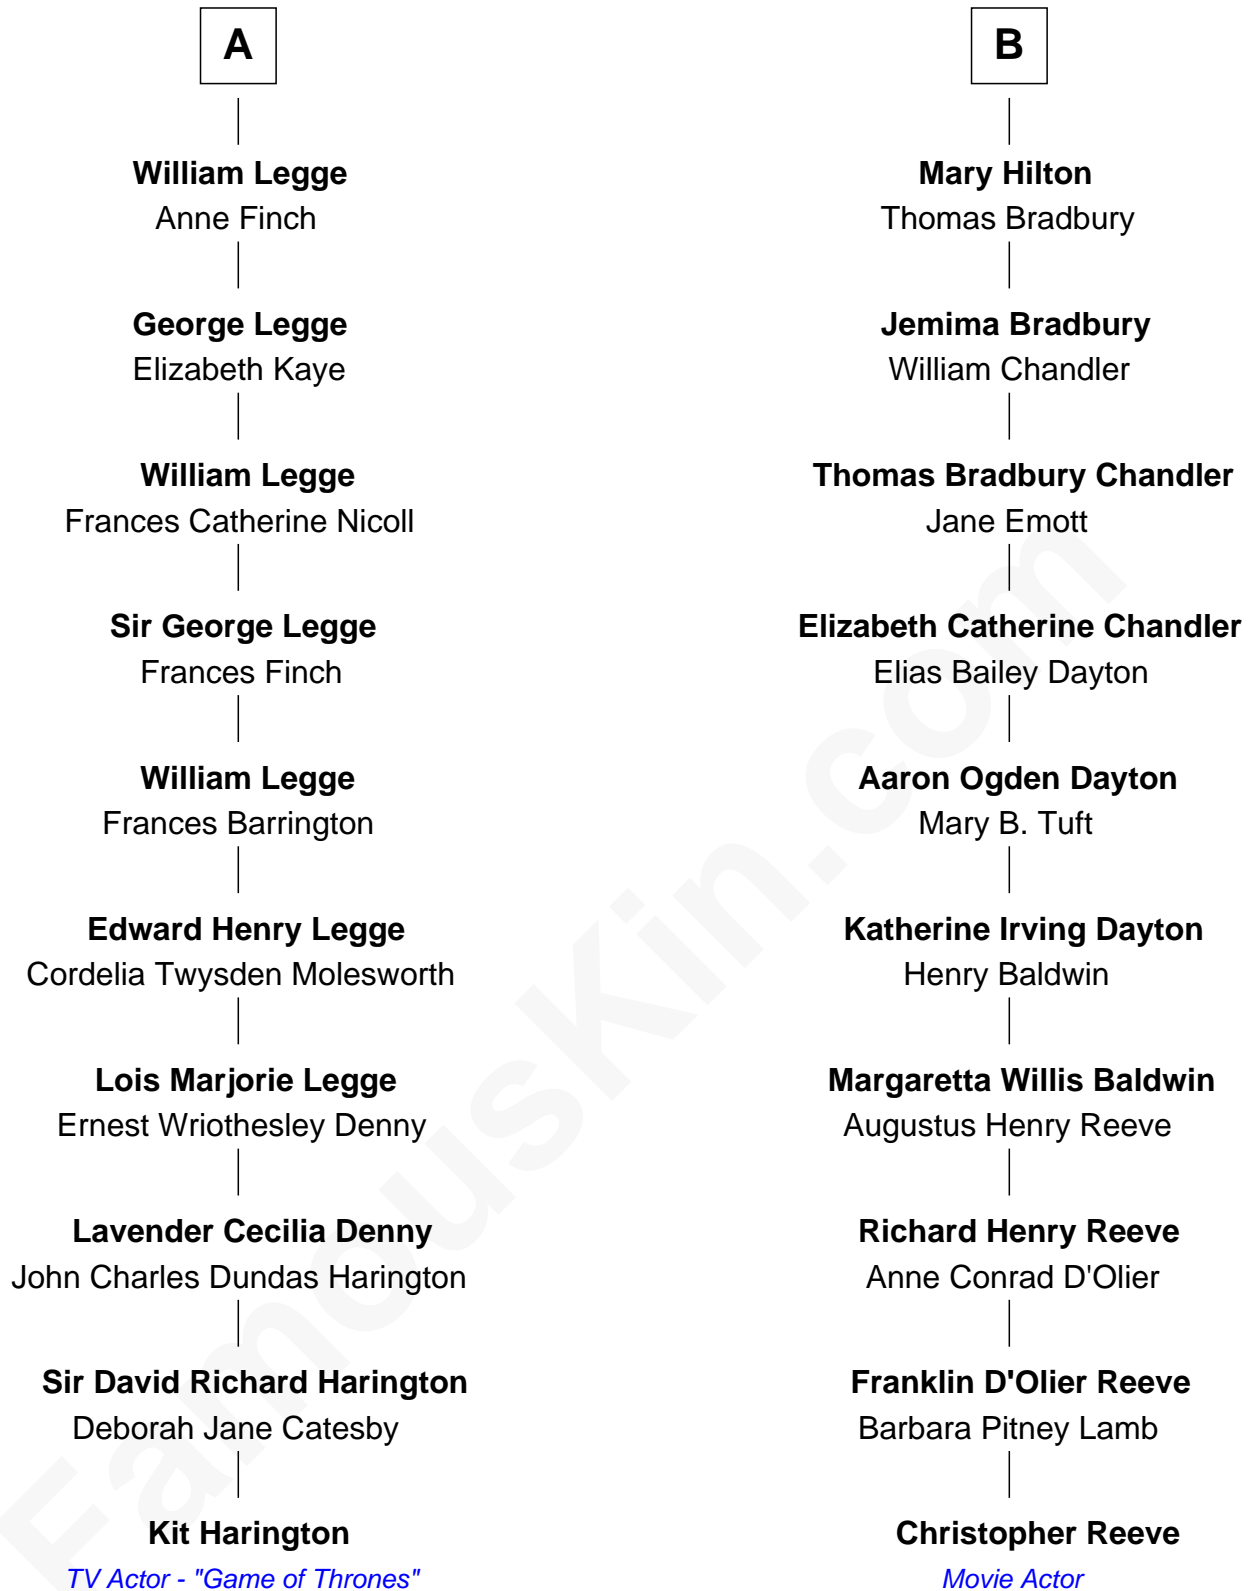 A
William Legge
Anne Finch
George Legge
Elizabeth Kaye
William Legge
Frances Catherine Nicoll
Sir George Legge
Frances Finch
William Legge
Frances Barrington
Edward Henry Legge
Cordelia Twysden Molesworth
Lois Marjorie Legge
Ernest Wriothesley Denny
Lavender Cecilia Denny
John Charles Dundas Harington
Sir David Richard Harington
Deborah Jane Catesby
Kit Harington
TV Actor - "Game of Thrones"
B
Mary Hilton
Thomas Bradbury
Jemima Bradbury
William Chandler
Thomas Bradbury Chandler
Jane Emott
Elizabeth Catherine Chandler
Elias Bailey Dayton
Aaron Ogden Dayton
Mary B. Tuft
Katherine Irving Dayton
Henry Baldwin
Margaretta Willis Baldwin
Augustus Henry Reeve
Richard Henry Reeve
Anne Conrad D'Olier
Franklin D'Olier Reeve
Barbara Pitney Lamb
Christopher Reeve
Movie Actor
FamousKin.com